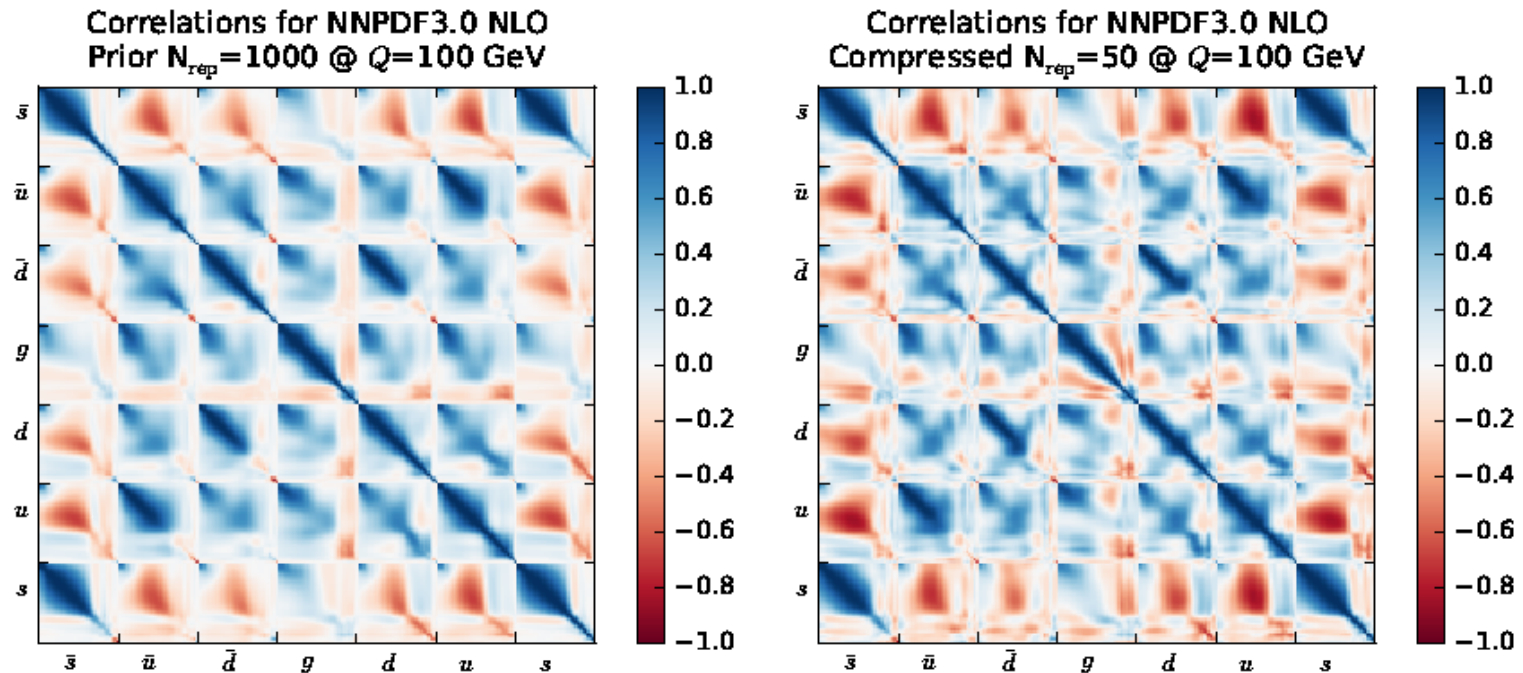 Correlations for NNPDF3.0 NLO
Prior N_rep=1000 @ Q=100 GeV
s̄
ū
d̄
g
d
u
s
s̄
ū
d̄
g
d
u
s
1.0
0.8
0.6
0.4
0.2
0.0
−0.2
−0.4
−0.6
−0.8
−1.0
Correlations for NNPDF3.0 NLO
Compressed N_rep=50 @ Q=100 GeV
s̄
ū
d̄
g
d
u
s
s̄
ū
d̄
g
d
u
s
1.0
0.8
0.6
0.4
0.2
0.0
−0.2
−0.4
−0.6
−0.8
−1.0